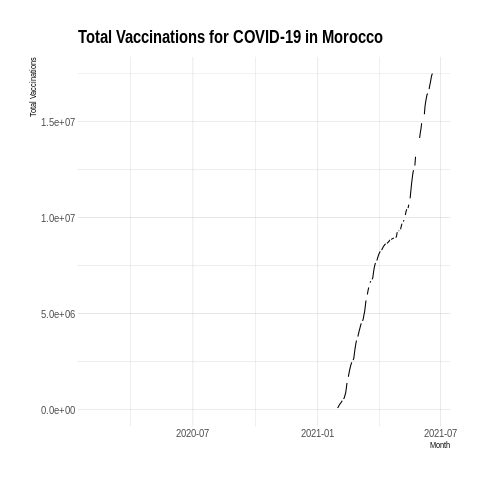 Total Vaccinations for COVID-19 in Morocco
Total Vaccinations
1.5e+07
1.0e+07
5.0e+06
0.0e+00
2020-07
2021-01
2021-07
Month